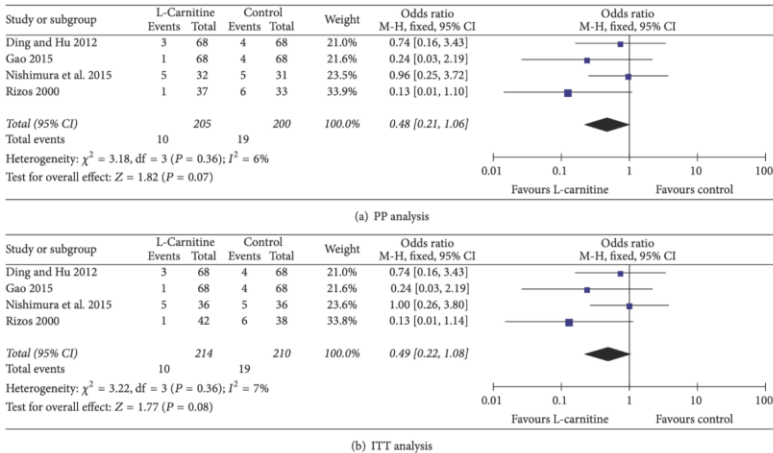 Study or subgroup L-Carnitine Control Weight Odds ratio Odds ratio
Events Total Events Total M-H, fixed, 95% CI M-H, fixed, 95% CI
Ding and Hu 2012 3 68 4 68 21.0% 0.74 [0.16, 3.43]
Gao 2015 1 68 4 68 21.6% 0.24 [0.03, 2.19]
Nishimura et al. 2015 5 32 5 31 23.5% 0.96 [0.25, 3.72]
Rizos 2000 1 37 6 33 33.9% 0.13 [0.01, 1.10]
Total (95% CI) 205 200 100.0% 0.48 [0.21, 1.06]
Total events 10 19
Heterogeneity: χ² = 3.18, df = 3 (P = 0.36); I² = 6%
Test for overall effect: Z = 1.82 (P = 0.07)
0.01 0.1 1 10 100
Favours L-carnitine Favours control
(a) PP analysis
Study or subgroup L-Carnitine Control Weight Odds ratio Odds ratio
Events Total Events Total M-H, fixed, 95% CI M-H, fixed, 95% CI
Ding and Hu 2012 3 68 4 68 21.0% 0.74 [0.16, 3.43]
Gao 2015 1 68 4 68 21.6% 0.24 [0.03, 2.19]
Nishimura et al. 2015 5 36 5 36 23.6% 1.00 [0.26, 3.80]
Rizos 2000 1 42 6 38 33.8% 0.13 [0.01, 1.14]
Total (95% CI) 214 210 100.0% 0.49 [0.22, 1.08]
Total events 10 19
Heterogeneity: χ² = 3.22, df = 3 (P = 0.36); I² = 7%
Test for overall effect: Z = 1.77 (P = 0.08)
0.01 0.1 1 10 100
Favours L-carnitine Favours control
(b) ITT analysis